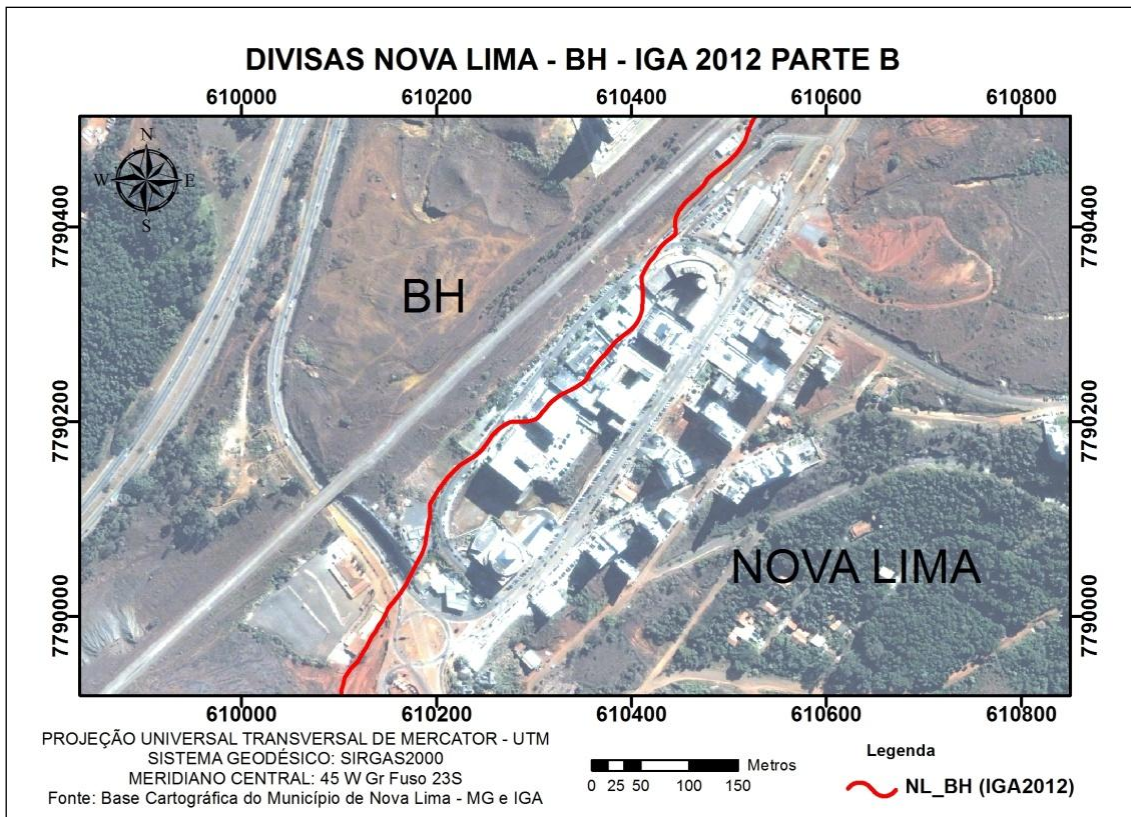 DIVISAS NOVA LIMA - BH - IGA 2012 PARTE B
610000 610200 610400 610600 610800
N
W E
S
7790400 7790400
BH
7790200 7790200
NOVA LIMA
7790000 7790000
610000 610200 610400 610600 610800
PROJEÇÃO UNIVERSAL TRANSVERSAL DE MERCATOR - UTM
SISTEMA GEODÉSICO: SIRGAS2000
MERIDIANO CENTRAL: 45 W Gr Fuso 23S
Fonte: Base Cartográfica do Município de Nova Lima - MG e IGA
Metros
0 25 50 100 150
Legenda
NL_BH (IGA2012)